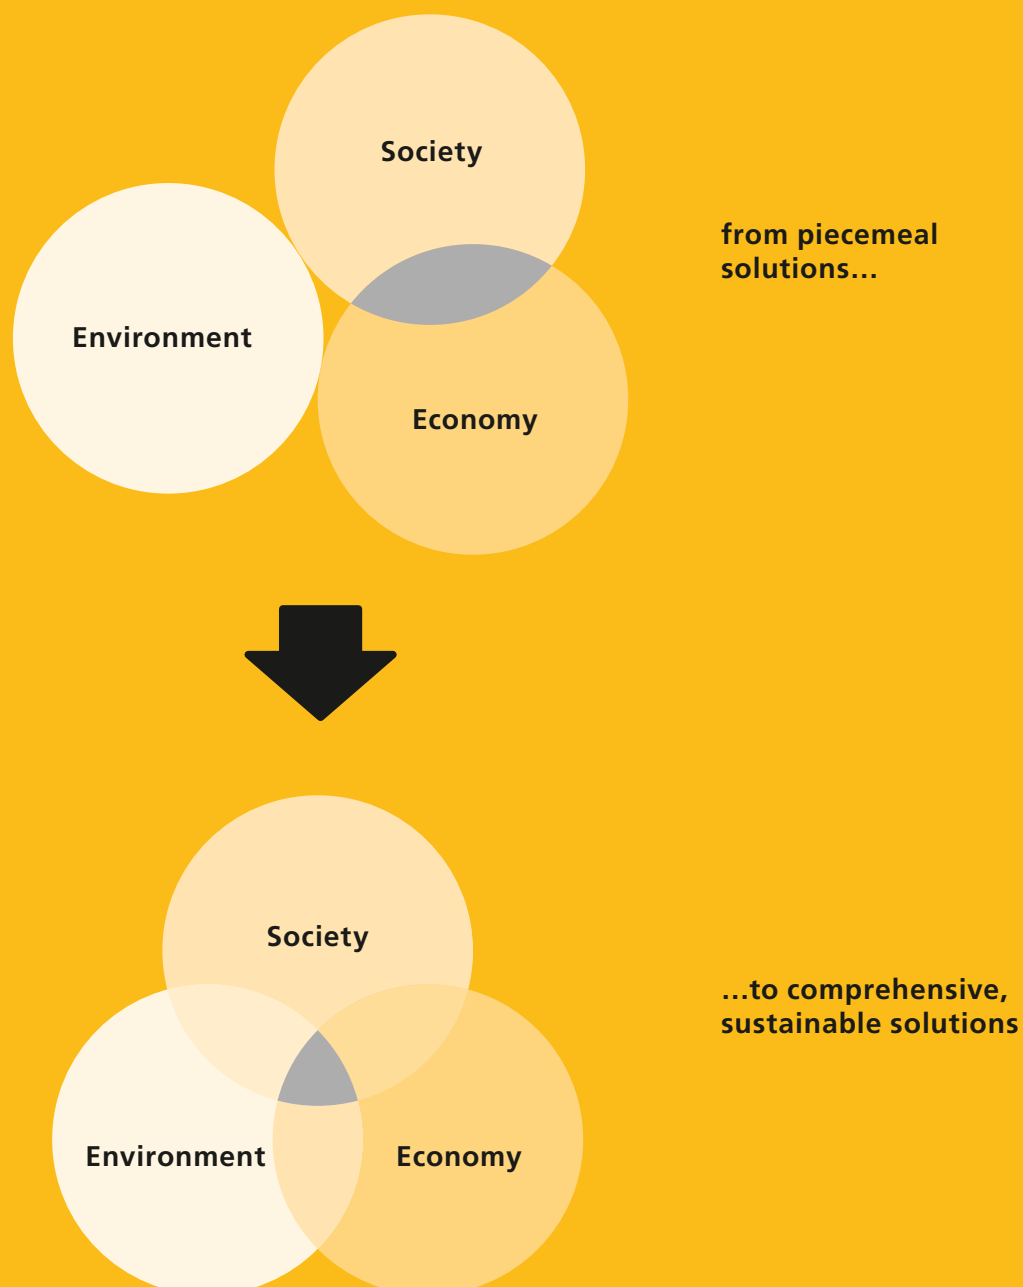 Society
from piecemeal
solutions…
Environment
Economy
Society
…to comprehensive,
sustainable solutions
Environment
Economy